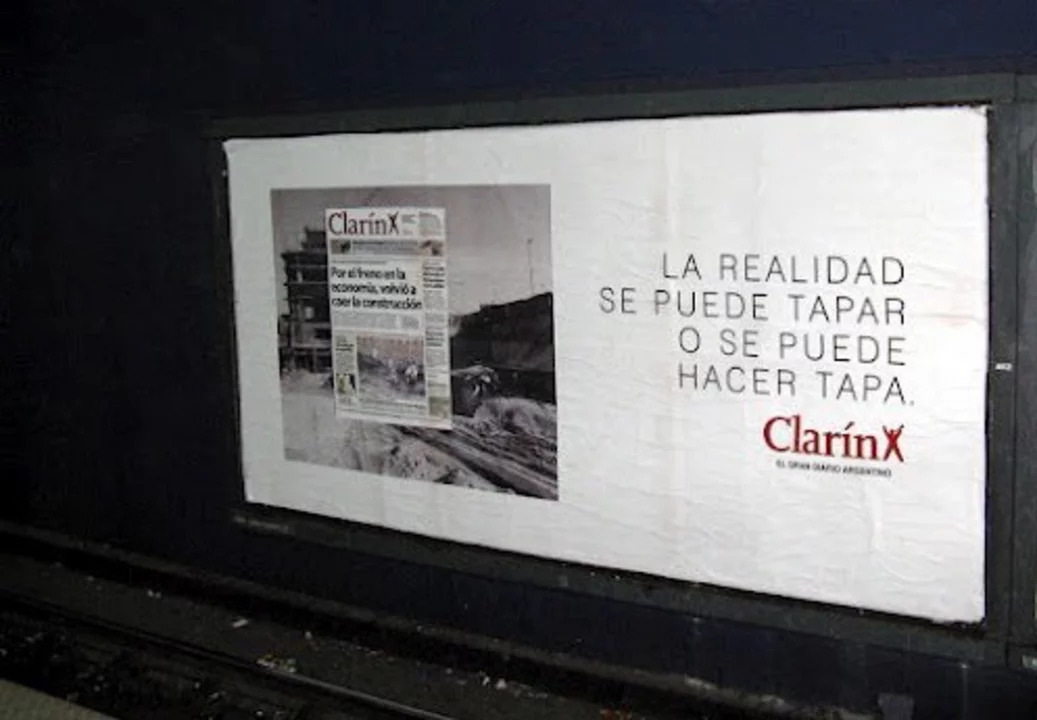 Clarín
Por el freno en la
economía, volvió a
caer la construcción
LA REALIDAD
SE PUEDE TAPAR
O SE PUEDE
HACER TAPA.
Clarín
EL GRAN DIARIO ARGENTINO